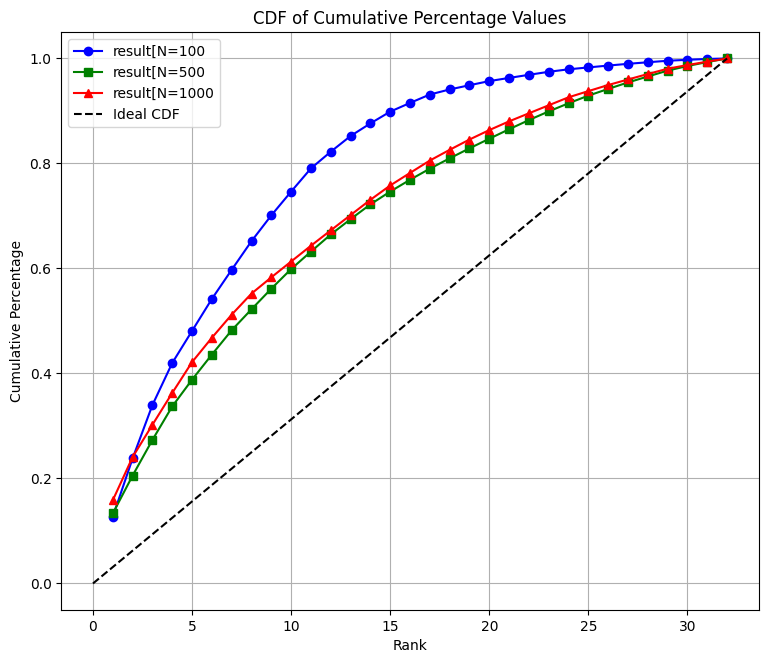 CDF of Cumulative Percentage Values
result[N=100
result[N=500
result[N=1000
Ideal CDF
Cumulative Percentage
1.0
0.8
0.6
0.4
0.2
0.0
0 5 10 15 20 25 30
Rank